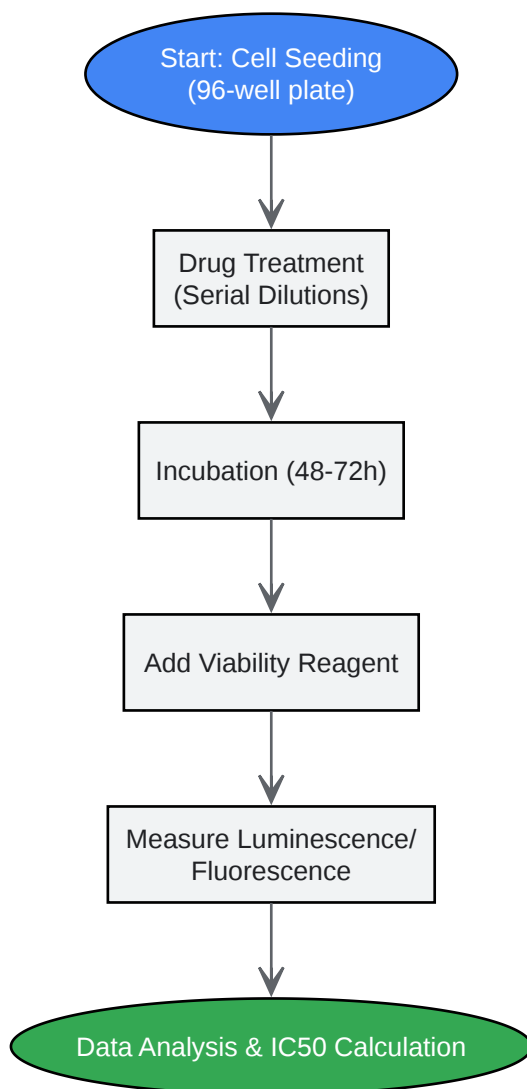 Start: Cell Seeding
(96-well plate)
Drug Treatment
(Serial Dilutions)
Incubation (48-72h)
Add Viability Reagent
Measure Luminescence/
Fluorescence
Data Analysis & IC50 Calculation